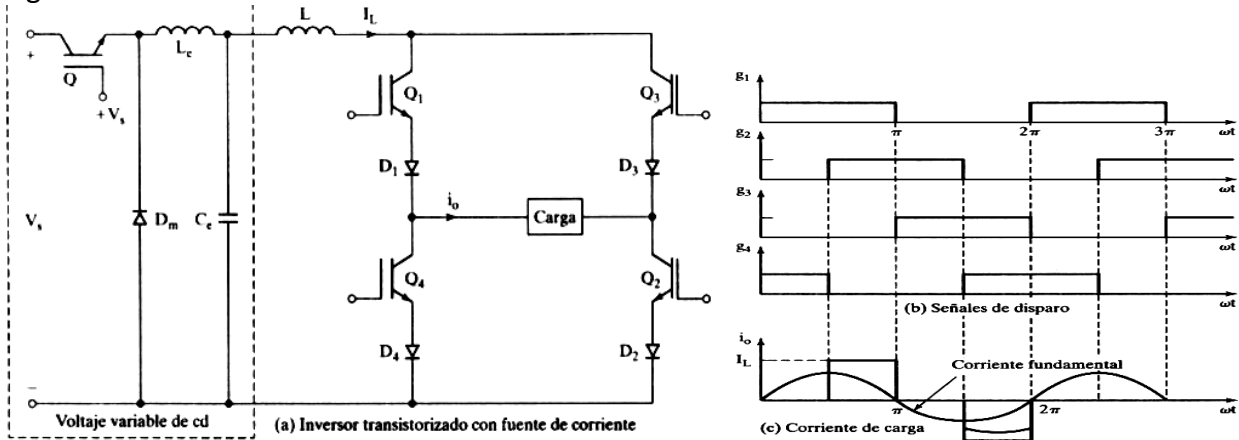 L
I_L
L_e
Q
+
+V_s
Q_1
Q_3
D_1
D_3
V_s
D_m
C_e
i_o
Carga
Q_4
Q_2
D_4
D_2
−
Voltaje variable de cd
(a) Inversor transistorizado con fuente de corriente
g_1
π
2π
3π
ωt
g_2
ωt
g_3
ωt
g_4
ωt
(b) Señales de disparo
i_o
I_L
Corriente fundamental
π
2π
ωt
(c) Corriente de carga